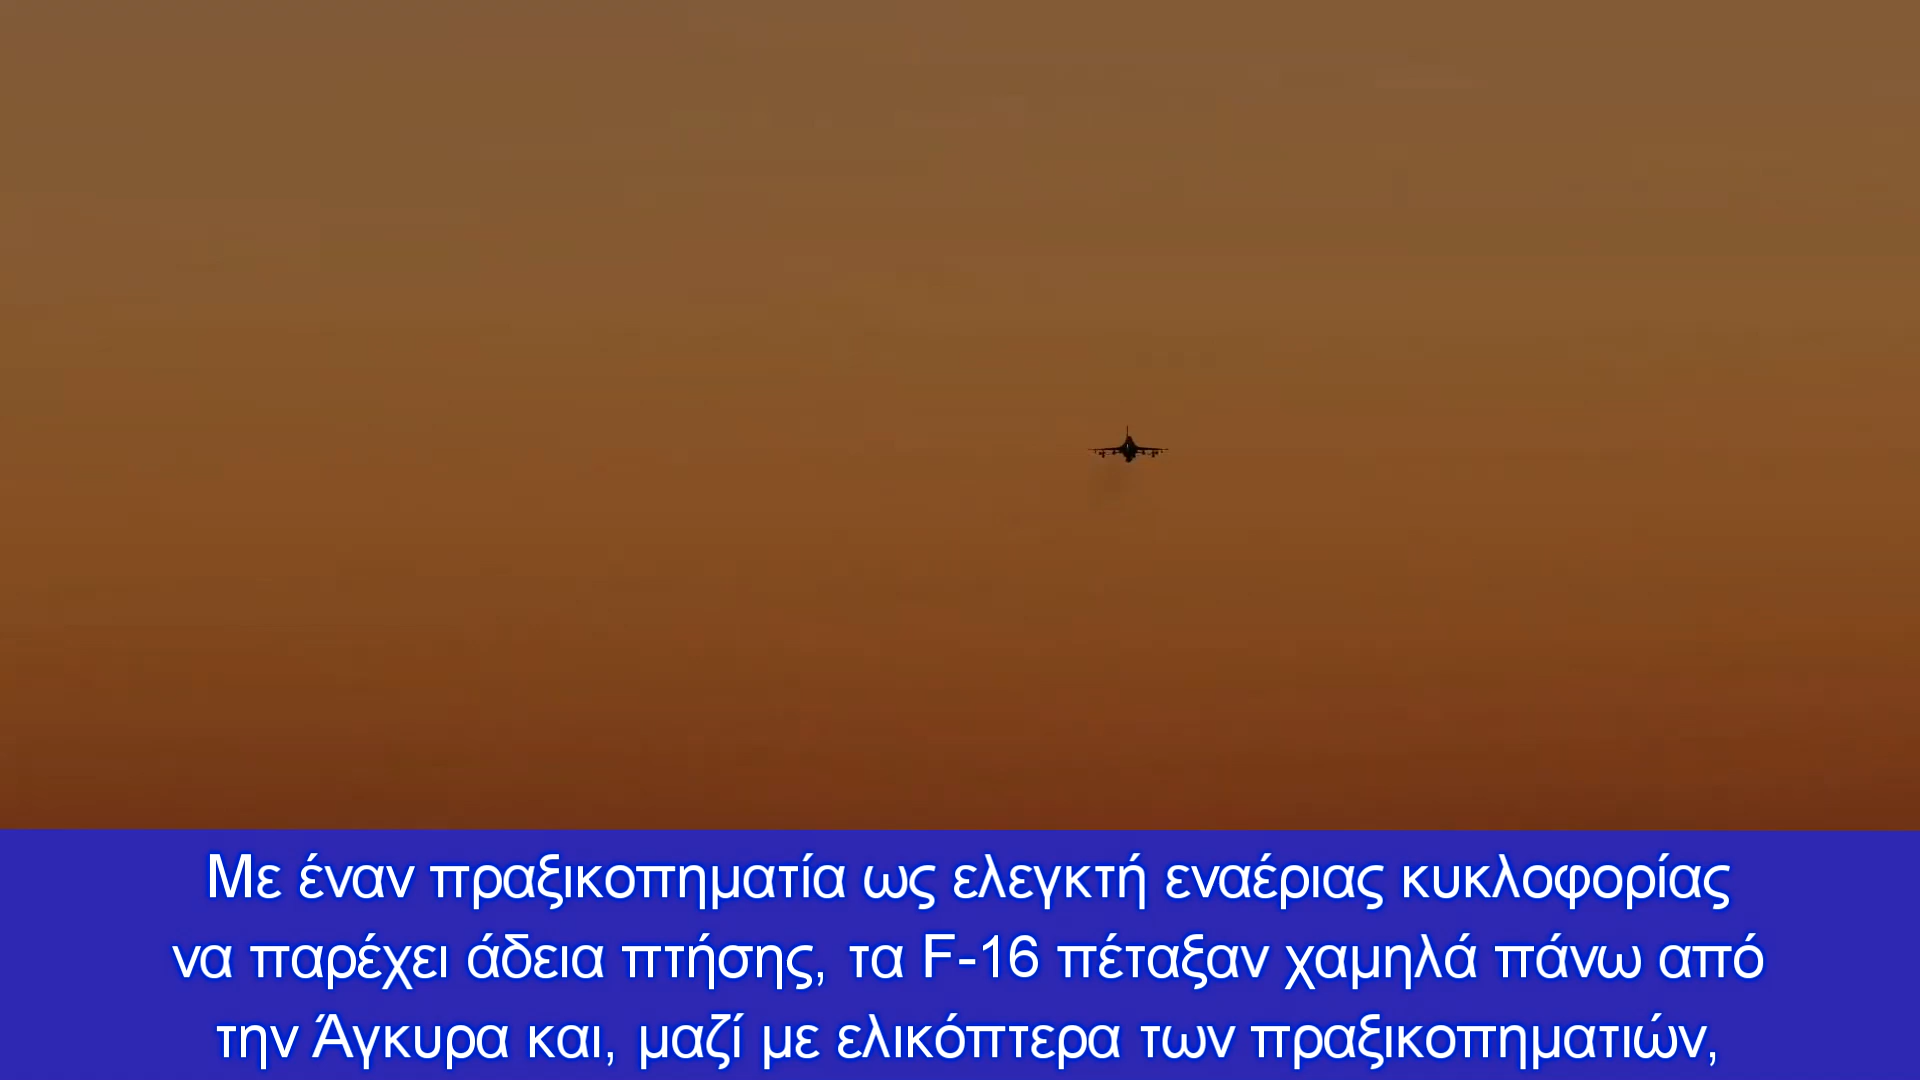 Με έναν πραξικοπηματία ως ελεγκτή εναέριας κυκλοφορίας
να παρέχει άδεια πτήσης, τα F-16 πέταξαν χαμηλά πάνω από
την Άγκυρα και, μαζί με ελικόπτερα των πραξικοπηματιών,